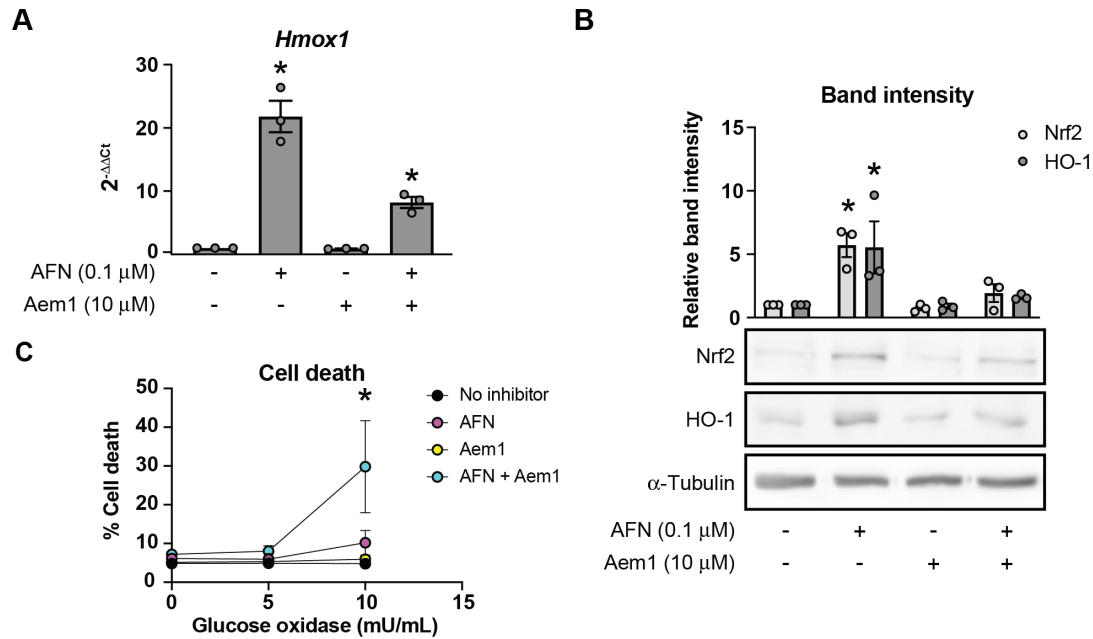 A
Hmox1
30
20
10
0
2-ΔΔCt
*
*
AFN (0.1 μM) - + - +
Aem1 (10 μM) - - + +
B
Band intensity
15
10
5
0
Relative band intensity
*
*
Nrf2
HO-1
Nrf2
HO-1
α-Tubulin
AFN (0.1 μM) - + - +
Aem1 (10 μM) - - + +
C
Cell death
50
40
30
20
10
0
% Cell death
*
No inhibitor
AFN
Aem1
AFN + Aem1
0 5 10 15
Glucose oxidase (mU/mL)